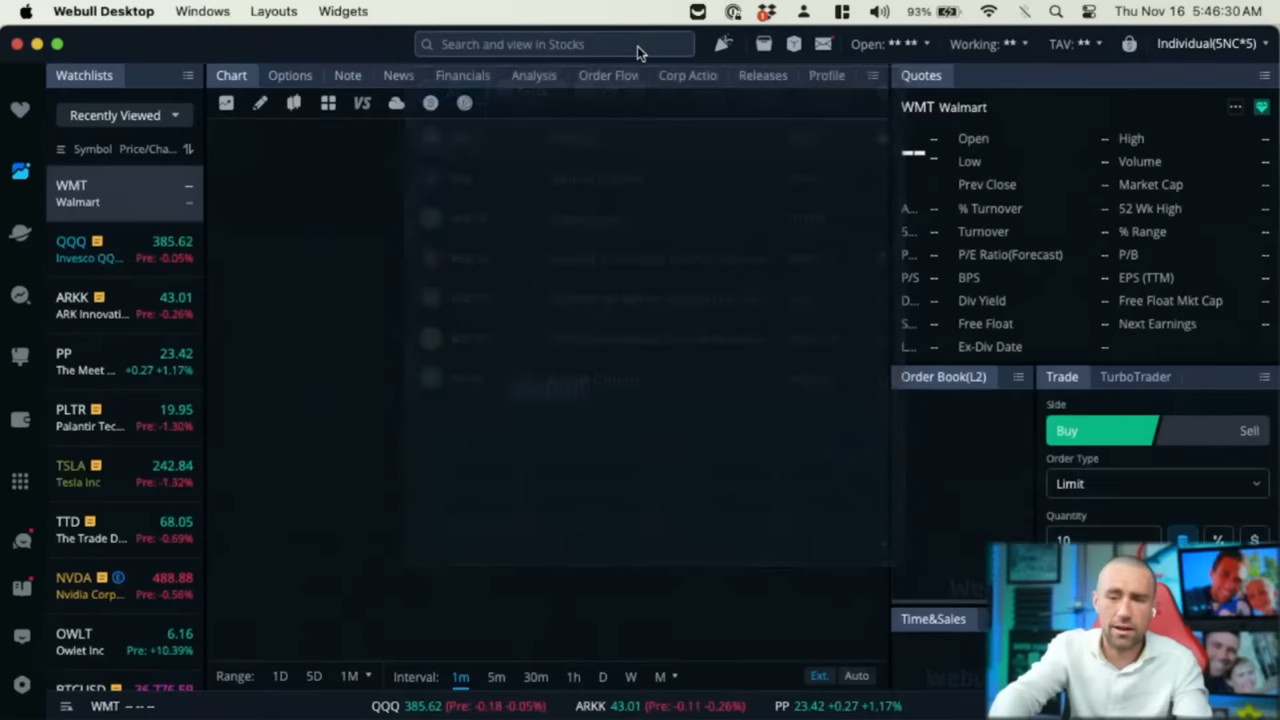 Webull Desktop Windows Layouts Widgets 93% Thu Nov 16 5:46:30 AM
Search and view in Stocks Open: ** ** Working: ** TAV: ** Individual(5NC*5)
Watchlists Chart Options Note News Financials Analysis Order Flow Corp Actio Releases Profile Quotes
Recently Viewed VS WMT Walmart
Symbol Price/Cha...
WMT --
Walmart --
QQQ 385.62
Invesco QQ... Pre: -0.05%
ARKK 43.01
ARK Innovati... Pre: -0.26%
PP 23.42
The Meet ... +0.27 +1.17%
PLTR 19.95
Palantir Tec... Pre: -1.30%
TSLA 242.84
Tesla Inc Pre: -1.32%
TTD 68.05
The Trade D... Pre: -0.69%
NVDA 488.88
Nvidia Corp... Pre: -0.56%
OWLT 6.16
Owlet Inc Pre: +10.39%
BTCUSD 36,776.59
-- -- Open -- High --
-- Low -- Volume --
Prev Close -- Market Cap --
A... -- % Turnover -- 52 Wk High --
S... -- Turnover -- % Range --
P... -- P/E Ratio(Forecast) -- P/B --
P/S -- BPS -- EPS (TTM) --
D... -- Div Yield -- Free Float Mkt Cap --
S... -- Free Float -- Next Earnings --
L... -- Ex-Div Date --
Order Book(L2) Trade TurboTrader
Side
Buy Sell
Order Type
Limit
Quantity
10 % $
Time&Sales
Range: 1D 5D 1M Interval: 1m 5m 30m 1h D W M Ext. Auto
WMT -- -- -- QQQ 385.62 (Pre: -0.18 -0.05%) ARKK 43.01 (Pre: -0.11 -0.26%) PP 23.42 +0.27 +1.17%